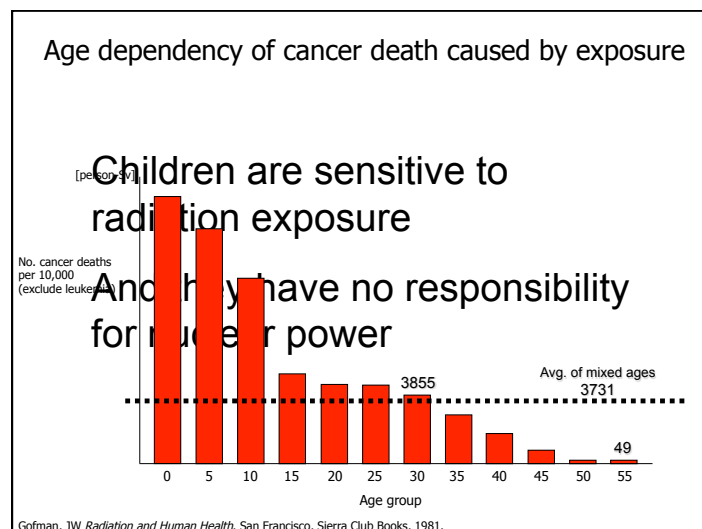 Age dependency of cancer death caused by exposure
Children are sensitive to
radiation exposure
[person-Sv]
No. cancer deaths
per 10,000
(exclude leukemia)
And they have no responsibility
for nuclear power
3855
Avg. of mixed ages
3731
49
0 5 10 15 20 25 30 35 40 45 50 55
Age group
Gofman, JW Radiation and Human Health. San Francisco, Sierra Club Books, 1981.